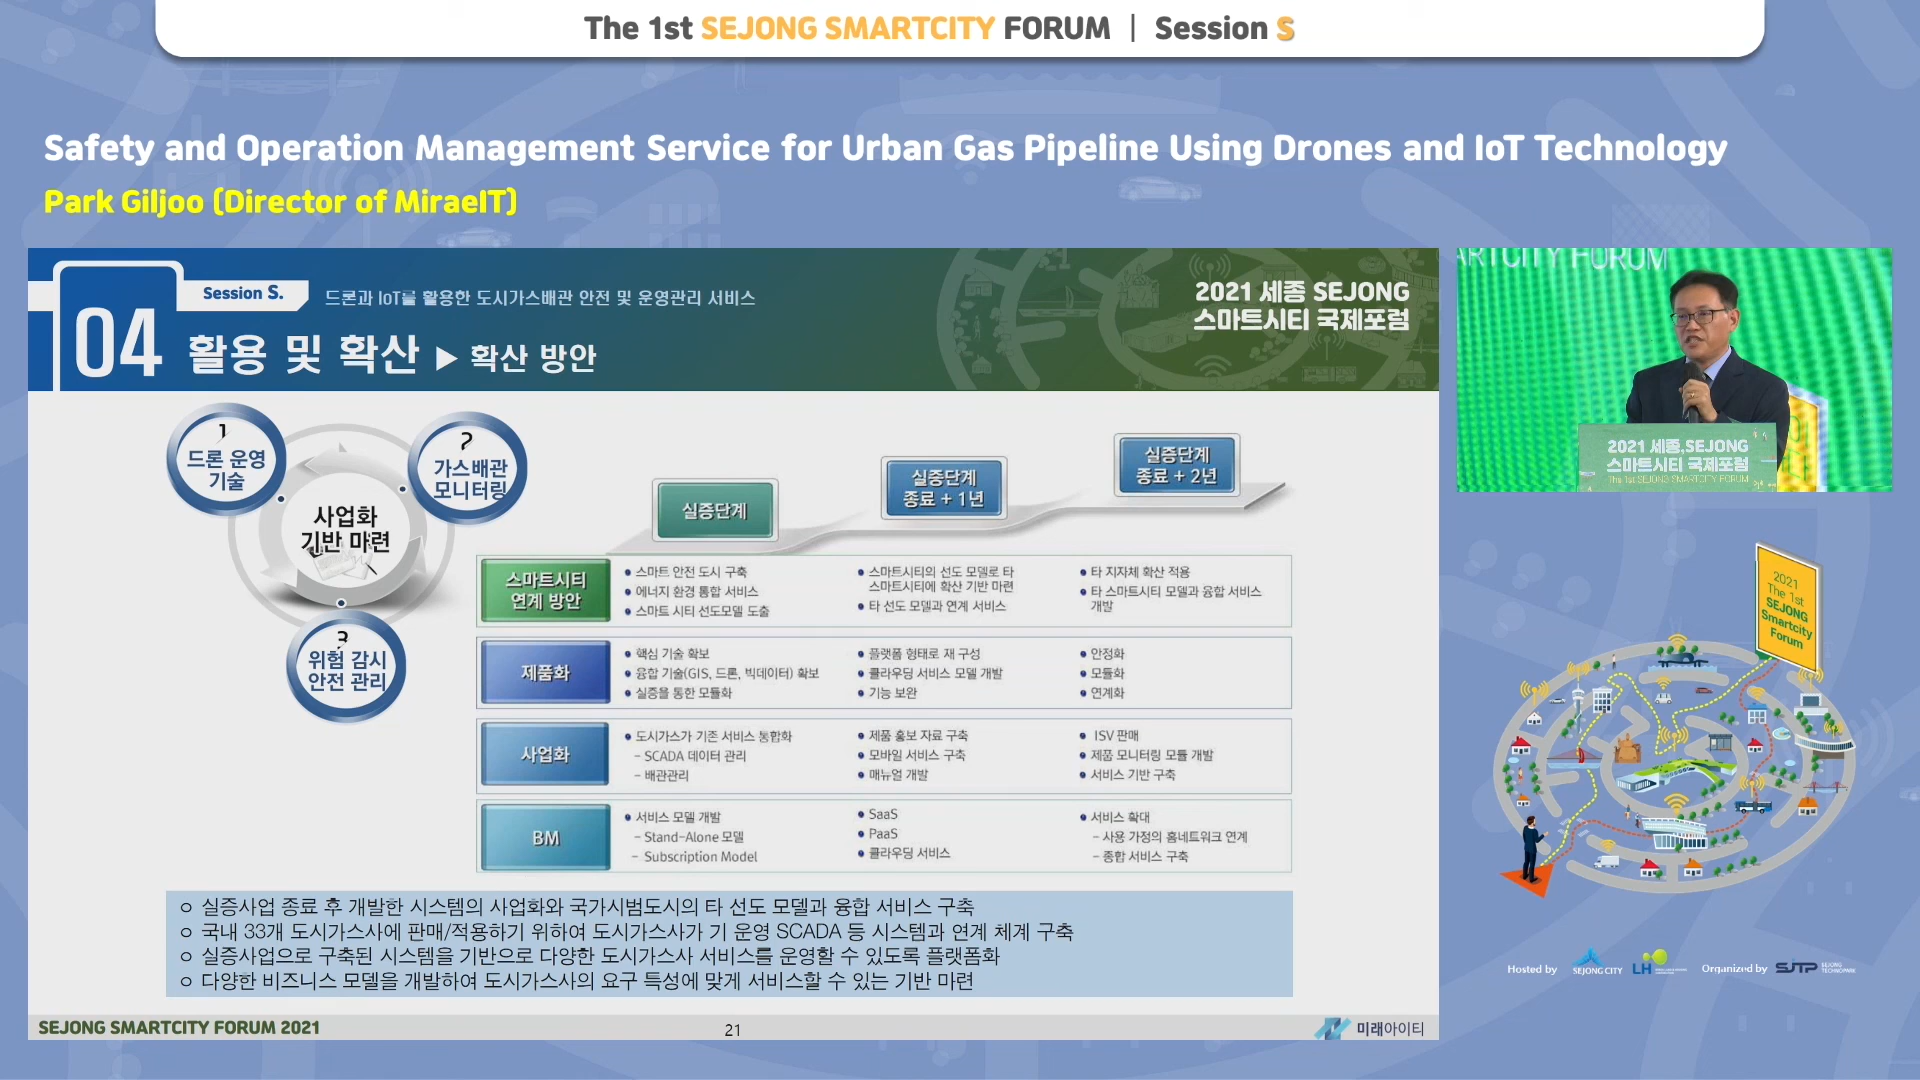 The 1st SEJONG SMARTCITY FORUM | Session S
Safety and Operation Management Service for Urban Gas Pipeline Using Drones and IoT Technology
Park Giljoo (Director of MiraeIT)
Session S.
드론과 IoT를 활용한 도시가스배관 안전 및 운영관리 서비스
04
활용 및 확산 ▶ 확산 방안
2021 세종 SEJONG
스마트시티 국제포럼
1
드론 운영
기술
2
가스배관
모니터링
사업화
기반 마련
3
위험 감시
안전 관리
실증단계
실증단계
종료 + 1년
실증단계
종료 + 2년
스마트시티
연계 방안
• 스마트 안전 도시 구축
• 에너지 환경 통합 서비스
• 스마트 시티 선도모델 도출
• 스마트시티의 선도 모델로 타
스마트시티에 확산 기반 마련
• 타 선도 모델과 연계 서비스
• 타 지자체 확산 적용
• 타 스마트시티 모델과 융합 서비스
개발
제품화
• 핵심 기술 확보
• 융합 기술(GIS, 드론, 빅데이터) 확보
• 실증을 통한 모듈화
• 플랫폼 형태로 재 구성
• 클라우딩 서비스 모델 개발
• 기능 보완
• 안정화
• 모듈화
• 연계화
사업화
• 도시가스가 기존 서비스 통합화
– SCADA 데이터 관리
– 배관관리
• 제품 홍보 자료 구축
• 모바일 서비스 구축
• 매뉴얼 개발
• ISV 판매
• 제품 모니터링 모듈 개발
• 서비스 기반 구축
BM
• 서비스 모델 개발
– Stand-Alone 모델
– Subscription Model
• SaaS
• PaaS
• 클라우딩 서비스
• 서비스 확대
– 사용 가정의 홈네트워크 연계
– 종합 서비스 구축
○ 실증사업 종료 후 개발한 시스템의 사업화와 국가시범도시의 타 선도 모델과 융합 서비스 구축
○ 국내 33개 도시가스사에 판매/적용하기 위하여 도시가스사가 기 운영 SCADA 등 시스템과 연계 체계 구축
○ 실증사업으로 구축된 시스템을 기반으로 다양한 도시가스사 서비스를 운영할 수 있도록 플랫폼화
○ 다양한 비즈니스 모델을 개발하여 도시가스사의 요구 특성에 맞게 서비스할 수 있는 기반 마련
SEJONG SMARTCITY FORUM 2021
21
미래아이티
ARTCITY FORUM
2021 세종.SEJONG
스마트시티 국제포럼
The 1st SEJONG SMARTCITY FORUM
2021
The 1st
SEJONG
Smartcity
Forum
Hosted by
SEJONG CITY
LH
Organized by
SJTP
SEJONG
TECHNOPARK